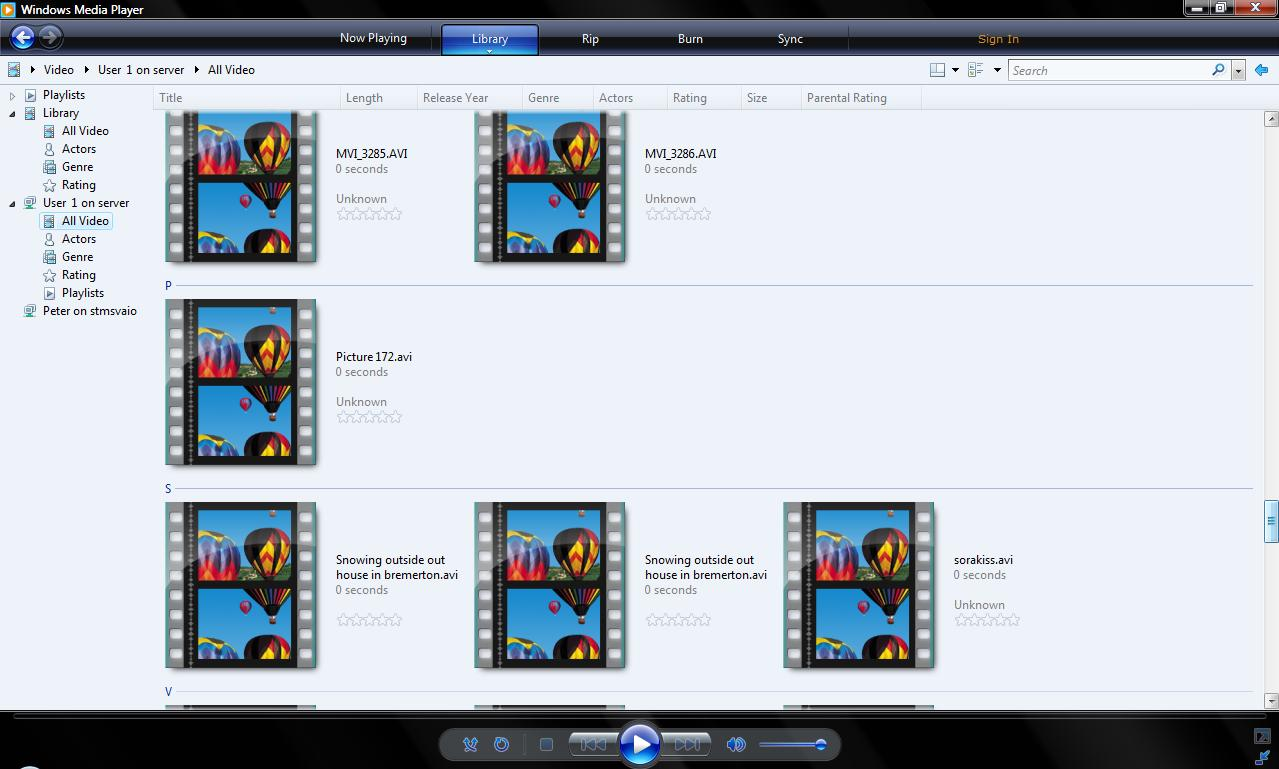 Windows Media Player
Now Playing
Library
Rip
Burn
Sync
Sign In
Video
User 1 on server
All Video
Search
Playlists
Library
All Video
Actors
Genre
Rating
User 1 on server
All Video
Actors
Genre
Rating
Playlists
Peter on stmsvaio
Title
Length
Release Year
Genre
Actors
Rating
Size
Parental Rating
MVI_3285.AVI
0 seconds
Unknown
MVI_3286.AVI
0 seconds
Unknown
P
Picture 172.avi
0 seconds
Unknown
S
Snowing outside out
house in bremerton.avi
0 seconds
Snowing outside out
house in bremerton.avi
0 seconds
sorakiss.avi
0 seconds
Unknown
V